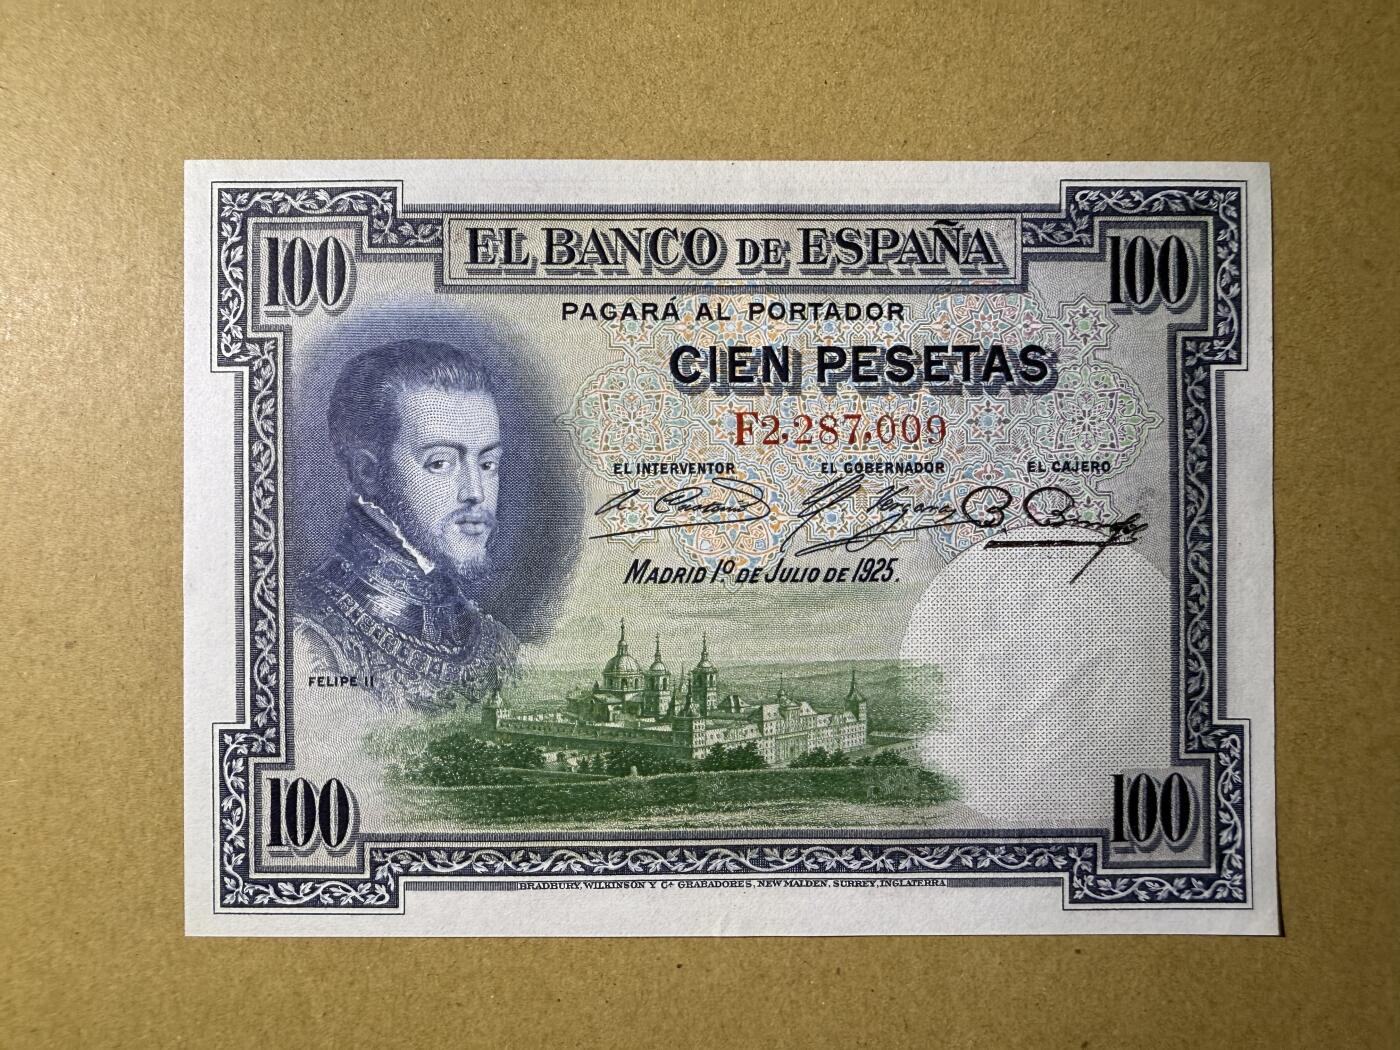 100
EL BANCO DE ESPAÑA
100
PAGARÁ AL PORTADOR
CIEN PESETAS
F2,287,009
EL INTERVENTOR EL GOBERNADOR EL CAJERO
MADRID 1.º DE JULIO DE 1925.
FELIPE II
100
100
BRADBURY, WILKINSON Y Cª GRABADORES, NEW MALDEN, SURREY, INGLATERRA